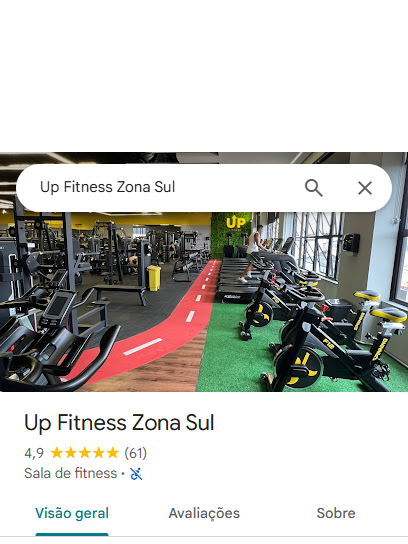 Up Fitness Zona Sul
UP
Up Fitness Zona Sul
4,9 (61)
Sala de fitness ·
Visão geral
Avaliações
Sobre